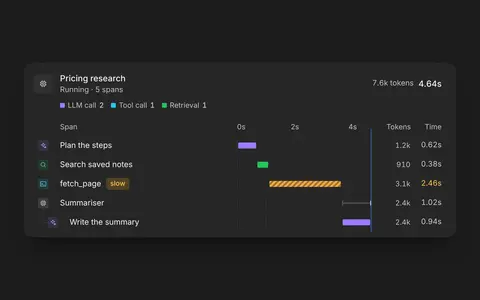 Pricing research
Running · 5 spans
7.6k tokens 4.64s
LLM call 2 Tool call 1 Retrieval 1
Span 0s 2s 4s Tokens Time
Plan the steps 1.2k 0.62s
Search saved notes 910 0.38s
fetch_page slow 3.1k 2.46s
Summariser 2.4k 1.02s
Write the summary 2.4k 0.94s